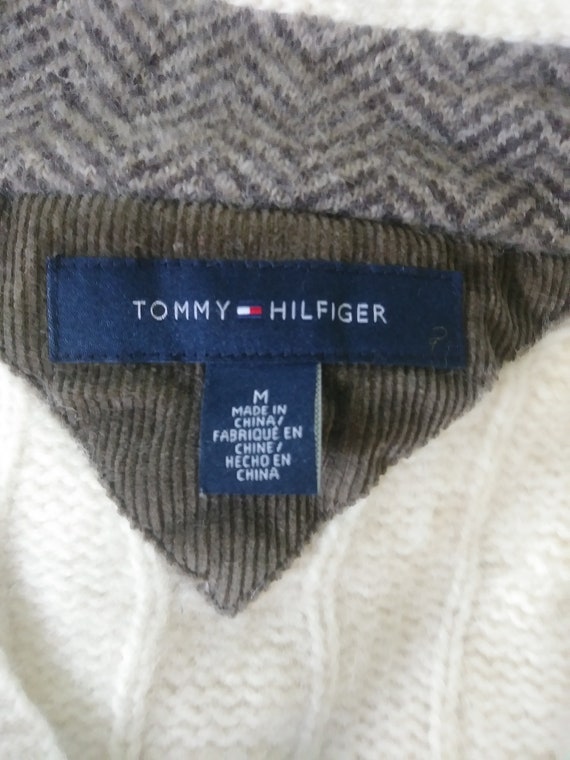 TOMMY HILFIGER
M
MADE IN
CHINA/
FABRIQUÉ EN
CHINE/
HECHO EN
CHINA